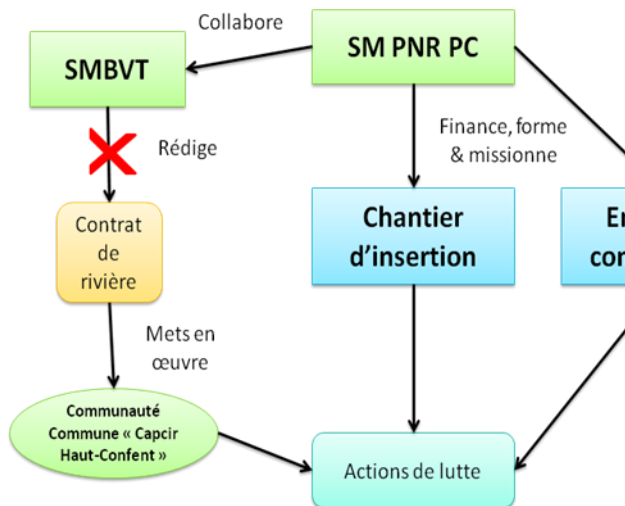 Collabore
SMBVT
SM PNR PC
Rédige
Finance, forme
& missionne
Contrat
de
rivière
Chantier
d’insertion
Mets en
œuvre
Communauté
Commune « Capcir
Haut-Confent »
Actions de lutte